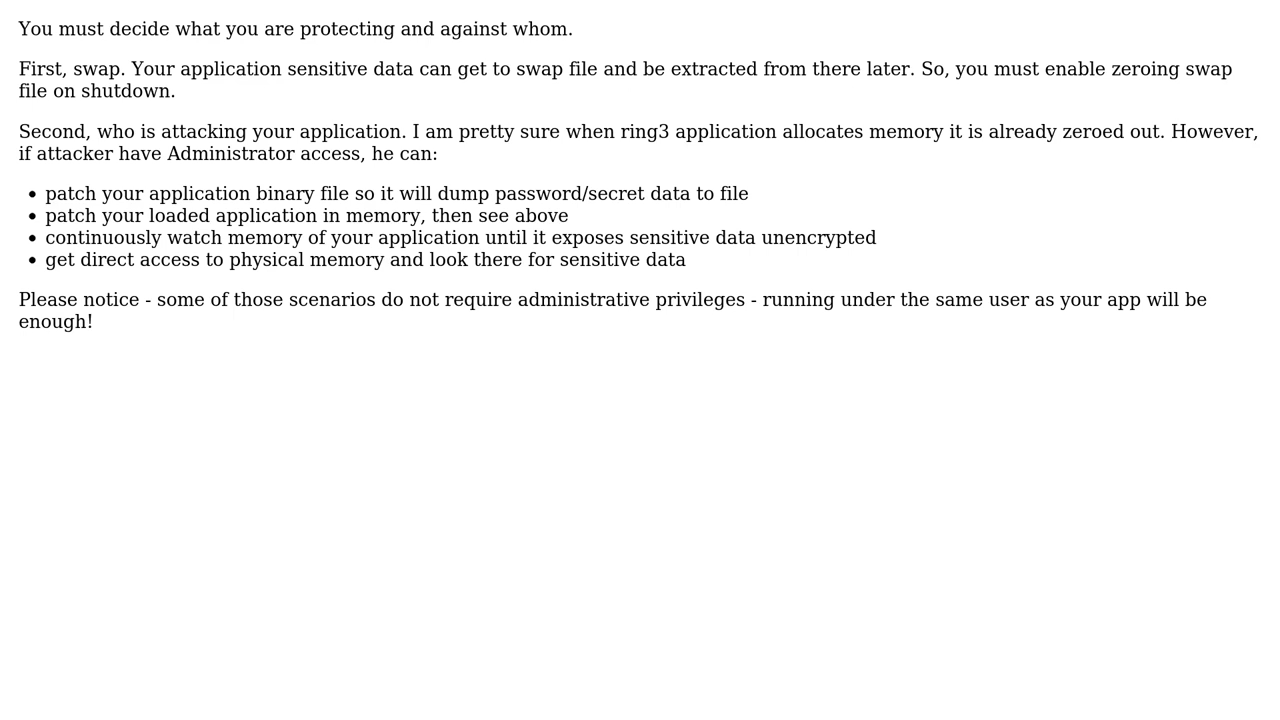 You must decide what you are protecting and against whom.
First, swap. Your application sensitive data can get to swap file and be extracted from there later. So, you must enable zeroing swap
file on shutdown.
Second, who is attacking your application. I am pretty sure when ring3 application allocates memory it is already zeroed out. However,
if attacker have Administrator access, he can:
• patch your application binary file so it will dump password/secret data to file
• patch your loaded application in memory, then see above
• continuously watch memory of your application until it exposes sensitive data unencrypted
• get direct access to physical memory and look there for sensitive data
Please notice - some of those scenarios do not require administrative privileges - running under the same user as your app will be
enough!